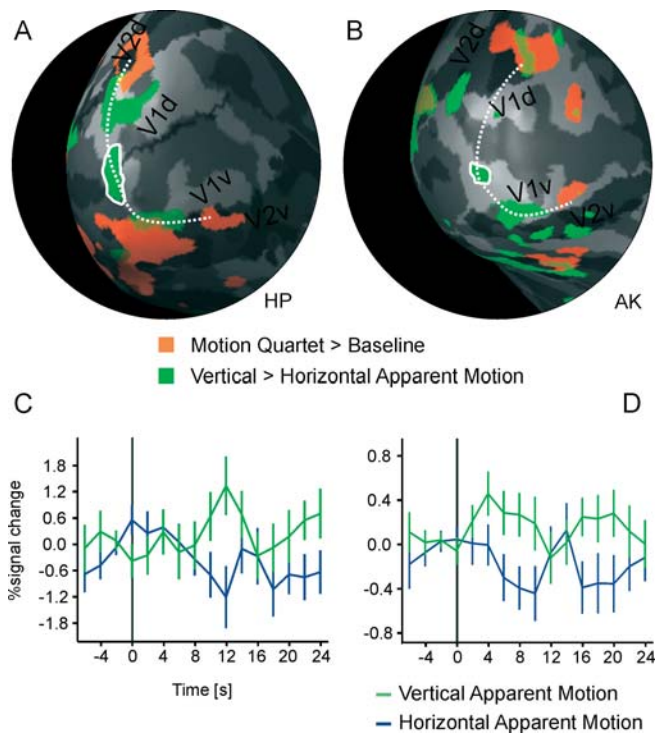 A
B
V2d
V1d
V1v
V2v
HP
V2d
V1d
V1v
V2v
AK
Motion Quartet > Baseline
Vertical > Horizontal Apparent Motion
C
D
%signal change
1.8
1.2
0.6
0.0
-0.6
-1.2
-1.8
-4 0 4 8 12 16 20 24
0.8
0.4
0.0
-0.4
-0.8
-4 0 4 8 12 16 20 24
Time [s]
Vertical Apparent Motion
Horizontal Apparent Motion